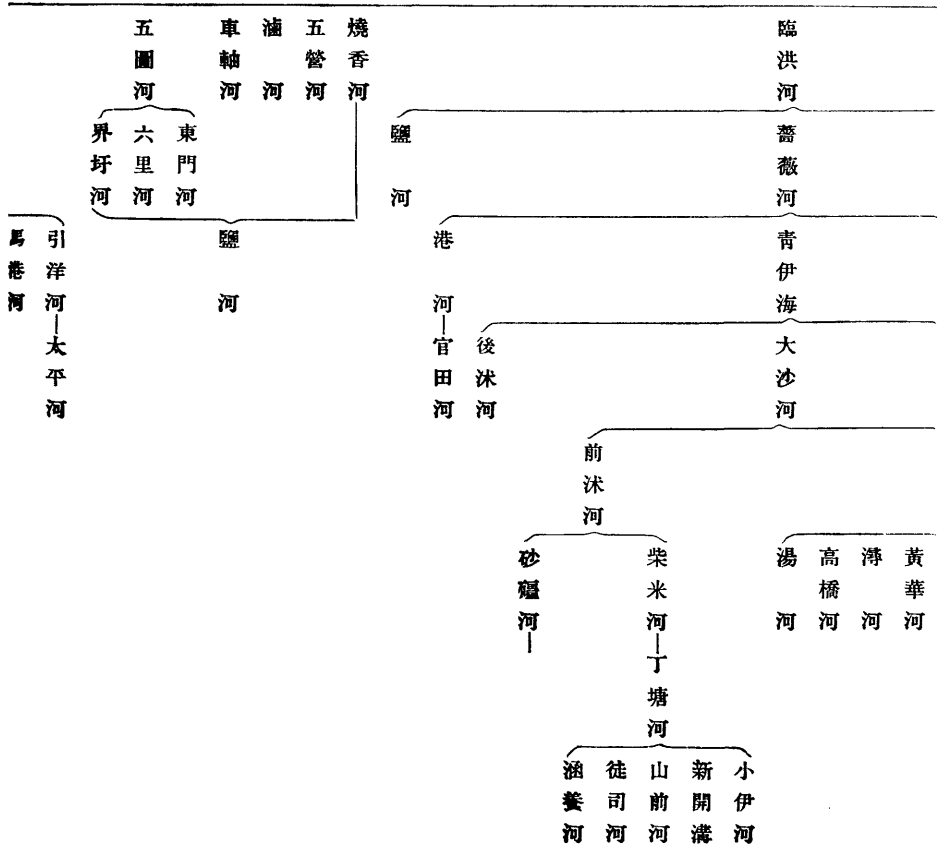 臨洪河
燒香河
五營河
滷河
車軸河
五圖河
薔薇河
鹽河
東門河
六里河
界圩河
靑伊海
港河
鹽河
引洋河
馬港河
大沙河
後沭河
官田河
太平河
前沭河
黃華河
高橋河
湯河
柴米河
砂礓河
丁塘河
小伊河
新開溝
山前河
徒司河
涵養河